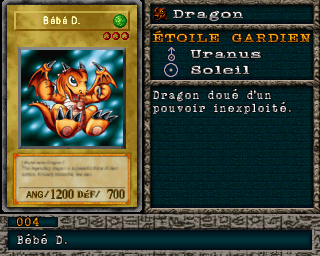 Bébé D.
ANG/1200 DéF/ 700
Dragon
ÉTOILE GARDIEN
Uranus
Soleil
Dragon doué d'un
pouvoir inexploité.
004
Bébé D.